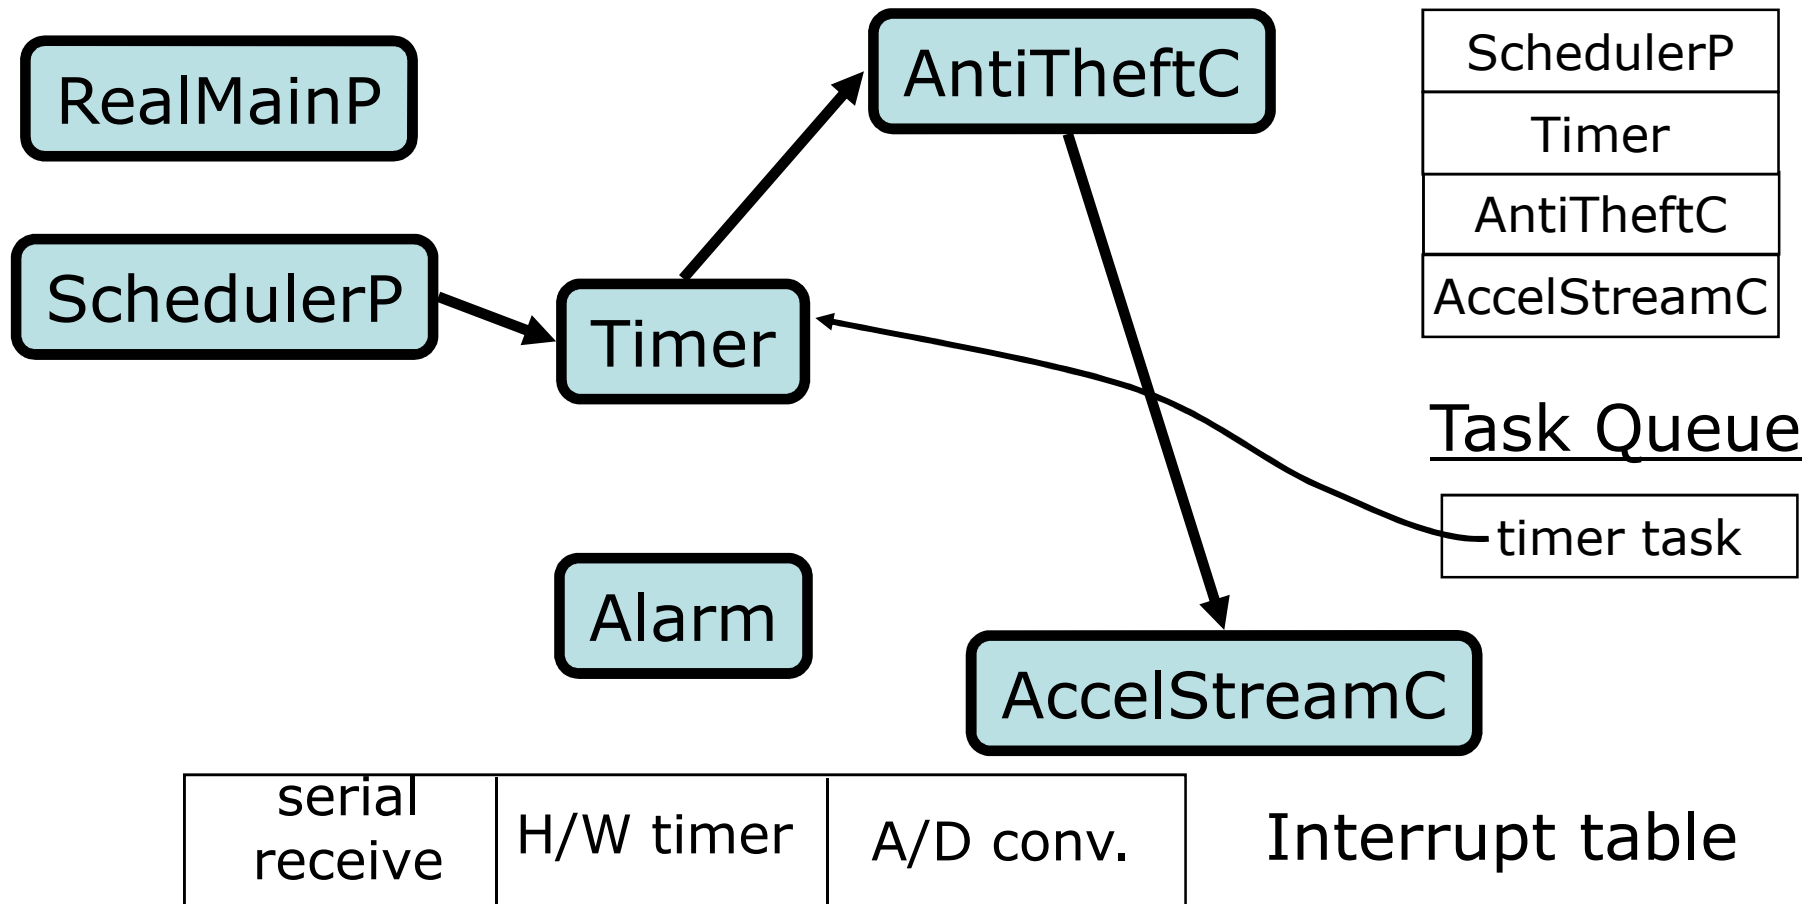 RealMainP
AntiTheftC
SchedulerP
Timer
AntiTheftC
AccelStreamC
SchedulerP
Timer
Task Queue
timer task
Alarm
AccelStreamC
serial
receive
H/W timer
A/D conv.
Interrupt table